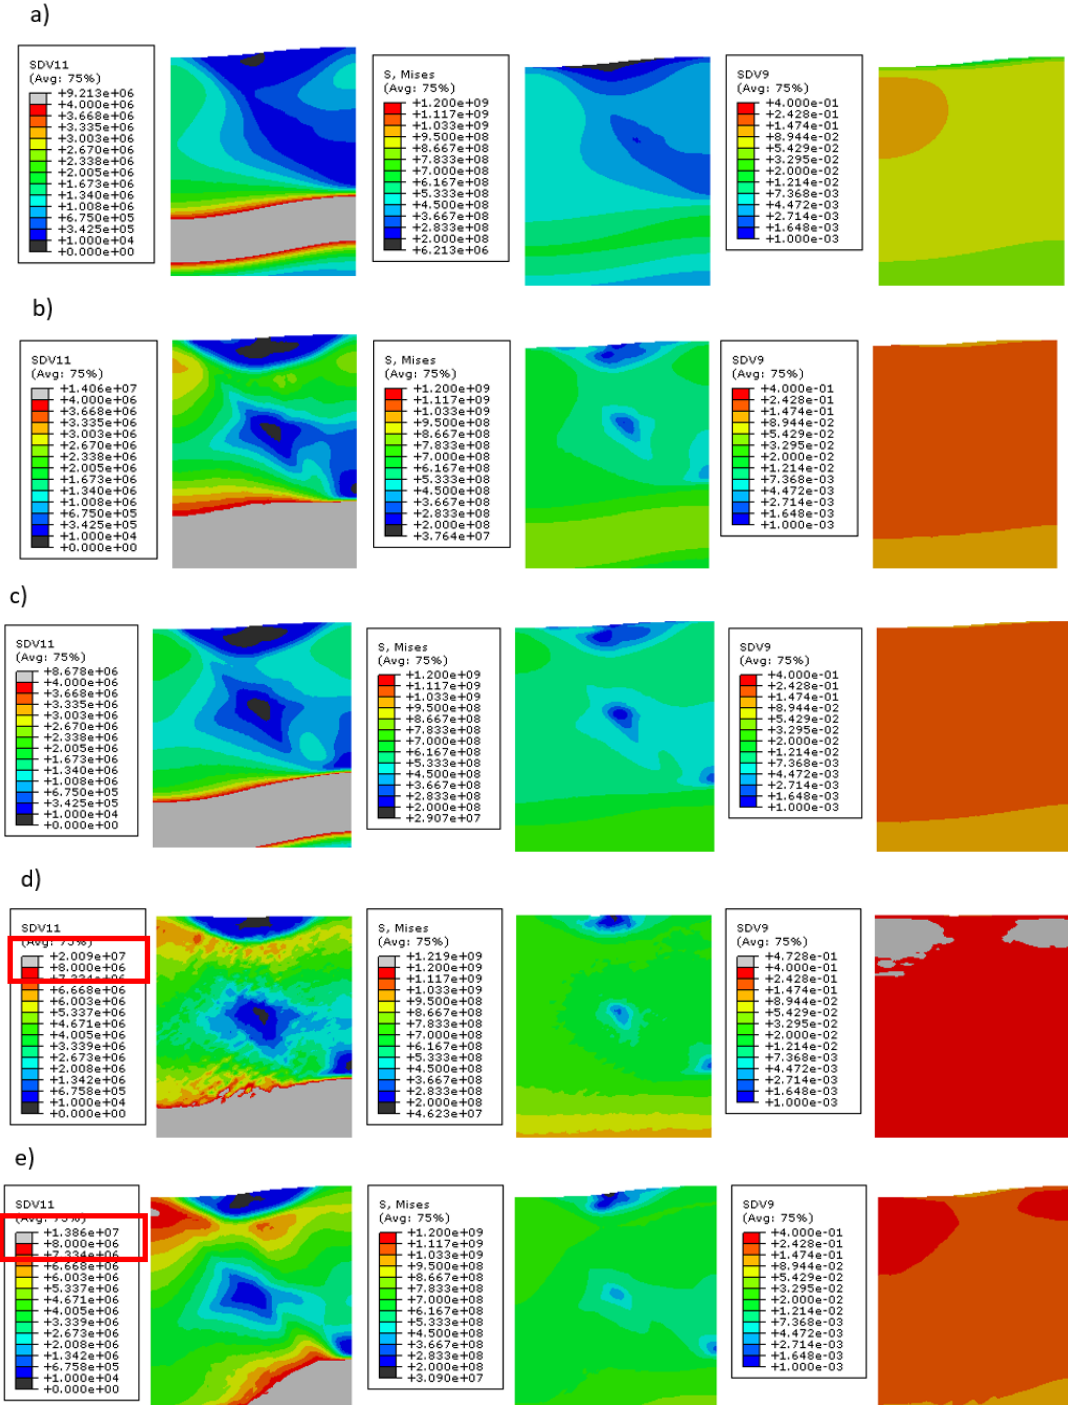 a)
SDV11
(Avg: 75%)
+9.213e+06
+4.000e+06
+3.668e+06
+3.335e+06
+3.003e+06
+2.670e+06
+2.338e+06
+2.005e+06
+1.673e+06
+1.340e+06
+1.008e+06
+6.750e+05
+3.425e+05
+1.000e+04
+0.000e+00
S, Mises
(Avg: 75%)
+1.200e+09
+1.117e+09
+1.033e+09
+9.500e+08
+8.667e+08
+7.833e+08
+7.000e+08
+6.167e+08
+5.333e+08
+4.500e+08
+3.667e+08
+2.833e+08
+2.000e+08
+6.213e+06
SDV9
(Avg: 75%)
+4.000e-01
+2.428e-01
+1.474e-01
+8.944e-02
+5.429e-02
+3.295e-02
+2.000e-02
+1.214e-02
+7.368e-03
+4.472e-03
+2.714e-03
+1.648e-03
+1.000e-03
b)
SDV11
(Avg: 75%)
+1.406e+07
+4.000e+06
+3.668e+06
+3.335e+06
+3.003e+06
+2.670e+06
+2.338e+06
+2.005e+06
+1.673e+06
+1.340e+06
+1.008e+06
+6.750e+05
+3.425e+05
+1.000e+04
+0.000e+00
S, Mises
(Avg: 75%)
+1.200e+09
+1.117e+09
+1.033e+09
+9.500e+08
+8.667e+08
+7.833e+08
+7.000e+08
+6.167e+08
+5.333e+08
+4.500e+08
+3.667e+08
+2.833e+08
+2.000e+08
+3.764e+07
SDV9
(Avg: 75%)
+4.000e-01
+2.428e-01
+1.474e-01
+8.944e-02
+5.429e-02
+3.295e-02
+2.000e-02
+1.214e-02
+7.368e-03
+4.472e-03
+2.714e-03
+1.648e-03
+1.000e-03
c)
SDV11
(Avg: 75%)
+8.678e+06
+4.000e+06
+3.668e+06
+3.335e+06
+3.003e+06
+2.670e+06
+2.338e+06
+2.005e+06
+1.673e+06
+1.340e+06
+1.008e+06
+6.750e+05
+3.425e+05
+1.000e+04
+0.000e+00
S, Mises
(Avg: 75%)
+1.200e+09
+1.117e+09
+1.033e+09
+9.500e+08
+8.667e+08
+7.833e+08
+7.000e+08
+6.167e+08
+5.333e+08
+4.500e+08
+3.667e+08
+2.833e+08
+2.000e+08
+2.907e+07
SDV9
(Avg: 75%)
+4.000e-01
+2.428e-01
+1.474e-01
+8.944e-02
+5.429e-02
+3.295e-02
+2.000e-02
+1.214e-02
+7.368e-03
+4.472e-03
+2.714e-03
+1.648e-03
+1.000e-03
d)
SDV11
(Avg: 75%)
+2.009e+07
+8.000e+06
+7.334e+06
+6.668e+06
+6.003e+06
+5.337e+06
+4.671e+06
+4.005e+06
+3.339e+06
+2.673e+06
+2.008e+06
+1.342e+06
+6.758e+05
+1.000e+04
+0.000e+00
S, Mises
(Avg: 75%)
+1.219e+09
+1.200e+09
+1.117e+09
+1.033e+09
+9.500e+08
+8.667e+08
+7.833e+08
+7.000e+08
+6.167e+08
+5.333e+08
+4.500e+08
+3.667e+08
+2.833e+08
+2.000e+08
+4.623e+07
SDV9
(Avg: 75%)
+4.728e-01
+4.000e-01
+2.428e-01
+1.474e-01
+8.944e-02
+5.429e-02
+3.295e-02
+2.000e-02
+1.214e-02
+7.368e-03
+4.472e-03
+2.714e-03
+1.648e-03
+1.000e-03
e)
SDV11
(Avg: 75%)
+1.386e+07
+8.000e+06
+7.334e+06
+6.668e+06
+6.003e+06
+5.337e+06
+4.671e+06
+4.005e+06
+3.339e+06
+2.673e+06
+2.008e+06
+1.342e+06
+6.758e+05
+1.000e+04
+0.000e+00
S, Mises
(Avg: 75%)
+1.200e+09
+1.117e+09
+1.033e+09
+9.500e+08
+8.667e+08
+7.833e+08
+7.000e+08
+6.167e+08
+5.333e+08
+4.500e+08
+3.667e+08
+2.833e+08
+2.000e+08
+3.090e+07
SDV9
(Avg: 75%)
+4.000e-01
+2.428e-01
+1.474e-01
+8.944e-02
+5.429e-02
+3.295e-02
+2.000e-02
+1.214e-02
+7.368e-03
+4.472e-03
+2.714e-03
+1.648e-03
+1.000e-03